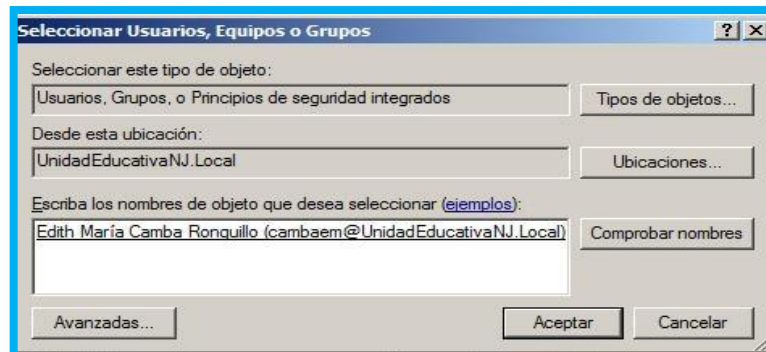 Seleccionar Usuarios, Equipos o Grupos
Seleccionar este tipo de objeto:
Usuarios, Grupos, o Principios de seguridad integrados
Tipos de objetos...
Desde esta ubicación:
UnidadEducativaNJ.Local
Ubicaciones...
Escriba los nombres de objeto que desea seleccionar (ejemplos):
Edith María Camba Ronquillo (cambaem@UnidadEducativaNJ.Local)
Comprobar nombres
Avanzadas...
Aceptar
Cancelar